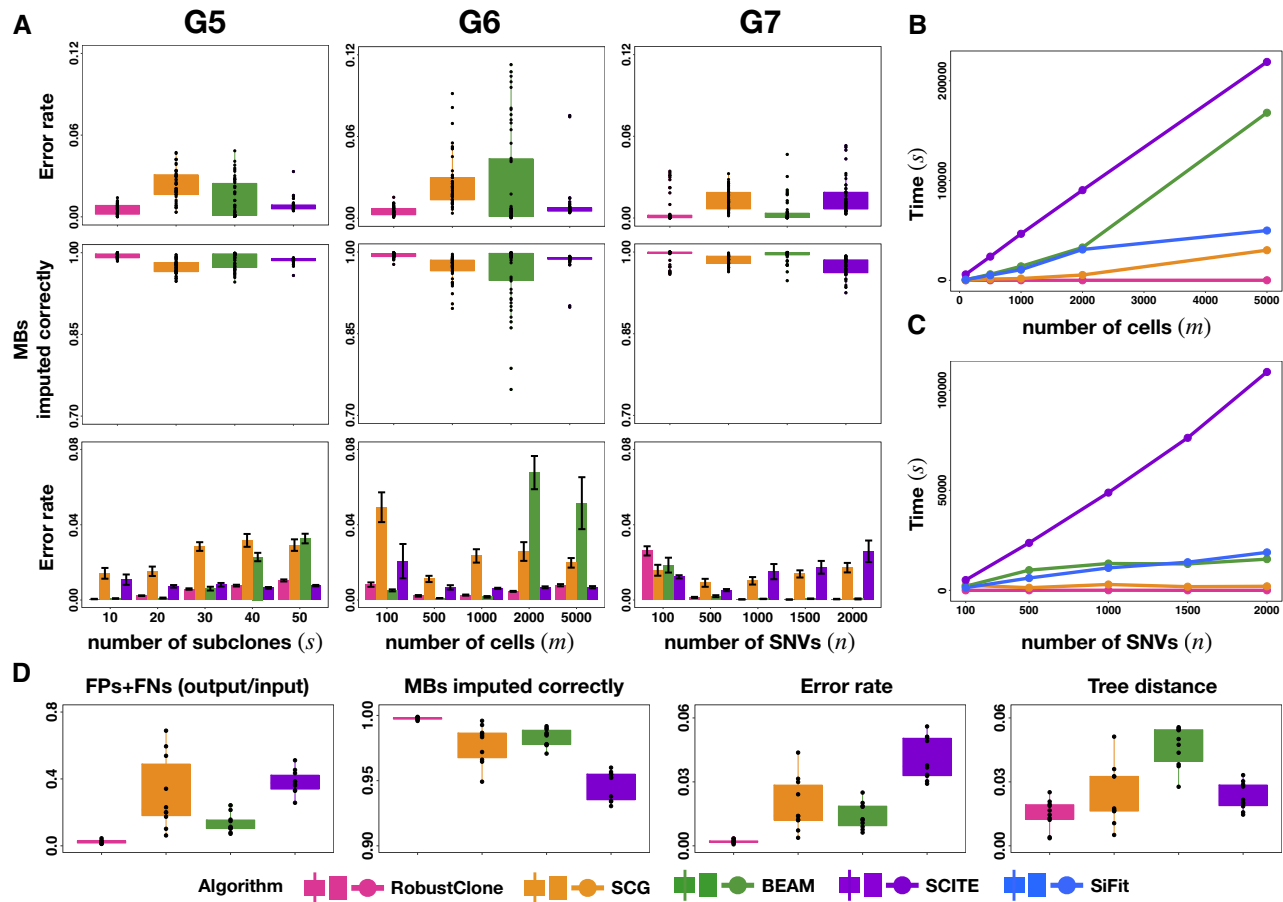 A
G5
G6
G7
Error rate
0.00
0.06
0.12
0.00
0.06
0.12
0.00
0.06
0.12
MBs
imputed correctly
0.70
0.85
1.00
0.70
0.85
1.00
0.70
0.85
1.00
Error rate
0.00
0.04
0.08
0.00
0.04
0.08
0.00
0.04
0.08
10 20 30 40 50
number of subclones (s)
100 500 1000 2000 5000
number of cells (m)
100 500 1000 1500 2000
number of SNVs (n)
B
Time (s)
0
100000
200000
0 1000 2000 3000 4000 5000
number of cells (m)
C
Time (s)
0
500000
1000000
100 500 1000 1500 2000
number of SNVs (n)
D
FPs+FNs (output/input)
0.0
0.4
0.8
MBs imputed correctly
0.90
0.95
1.00
Error rate
0.00
0.03
0.06
Tree distance
0.00
0.03
0.06
Algorithm RobustClone SCG BEAM SCITE SiFit